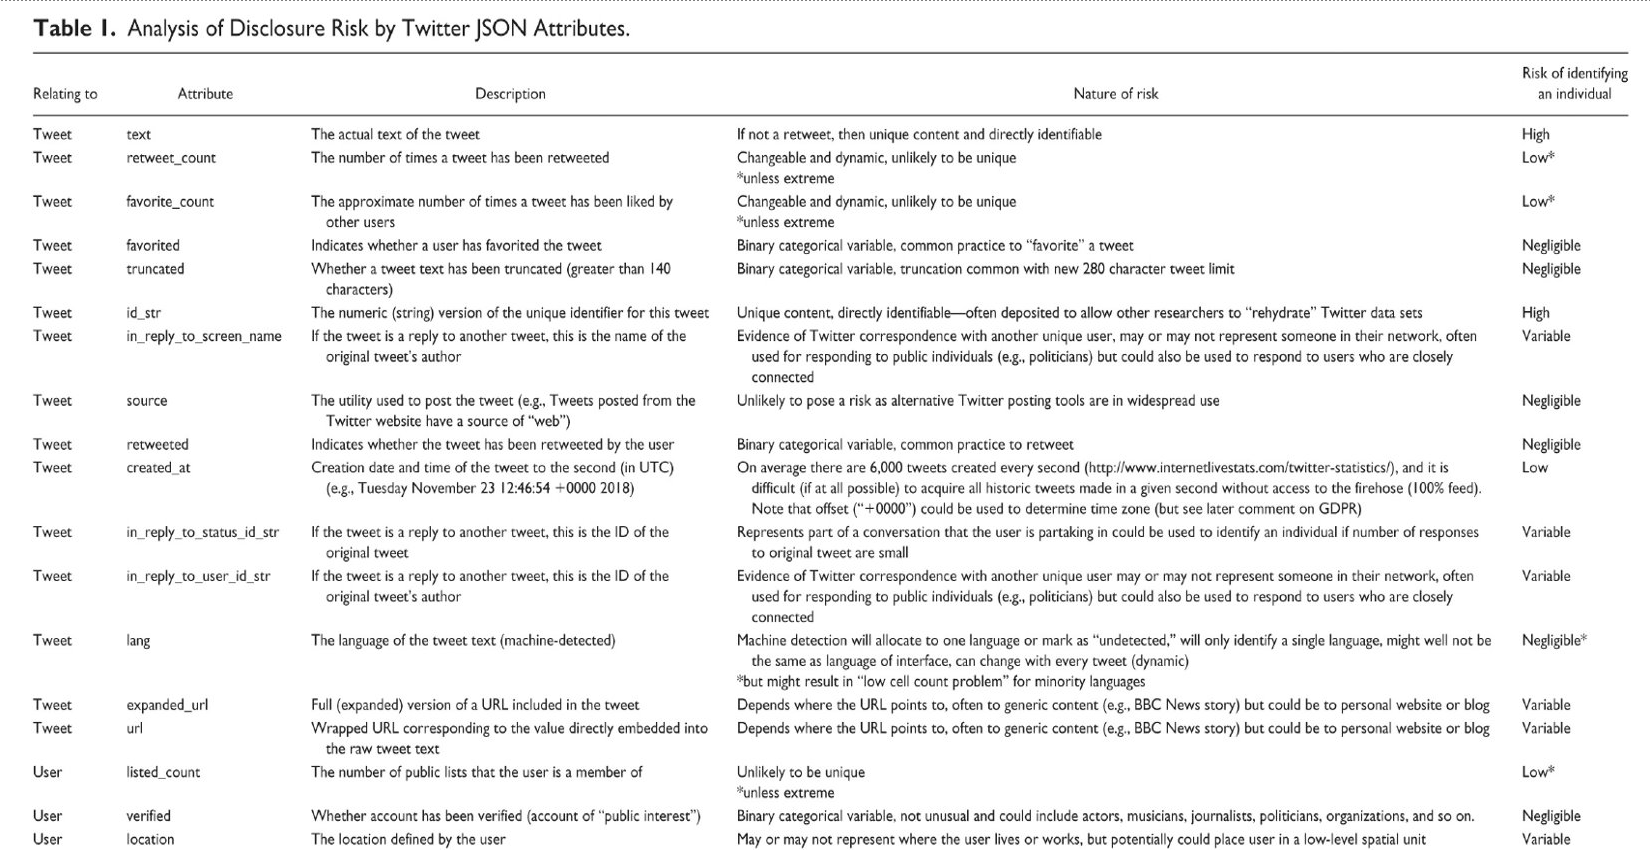 Table 1. Analysis of Disclosure Risk by Twitter JSON Attributes.
Relating to Attribute Description Nature of risk Risk of identifying an individual
Tweet text The actual text of the tweet If not a retweet, then unique content and directly identifiable High
Tweet retweet_count The number of times a tweet has been retweeted Changeable and dynamic, unlikely to be unique Low*
*unless extreme
Tweet favorite_count The approximate number of times a tweet has been liked by Changeable and dynamic, unlikely to be unique Low*
other users *unless extreme
Tweet favorited Indicates whether a user has favorited the tweet Binary categorical variable, common practice to “favorite” a tweet Negligible
Tweet truncated Whether a tweet text has been truncated (greater than 140 Binary categorical variable, truncation common with new 280 character tweet limit Negligible
characters)
Tweet id_str The numeric (string) version of the unique identifier for this tweet Unique content, directly identifiable—often deposited to allow other researchers to “rehydrate” Twitter data sets High
Tweet in_reply_to_screen_name If the tweet is a reply to another tweet, this is the name of the Evidence of Twitter correspondence with another unique user, may or may not represent someone in their network, often Variable
original tweet’s author used for responding to public individuals (e.g., politicians) but could also be used to respond to users who are closely
connected
Tweet source The utility used to post the tweet (e.g., Tweets posted from the Unlikely to pose a risk as alternative Twitter posting tools are in widespread use Negligible
Twitter website have a source of “web”)
Tweet retweeted Indicates whether the tweet has been retweeted by the user Binary categorical variable, common practice to retweet Negligible
Tweet created_at Creation date and time of the tweet to the second (in UTC) On average there are 6,000 tweets created every second (http://www.internetlivestats.com/twitter-statistics/), and it is Low
(e.g., Tuesday November 23 12:46:54 +0000 2018) difficult (if at all possible) to acquire all historic tweets made in a given second without access to the firehose (100% feed).
Note that offset (“+0000”) could be used to determine time zone (but see later comment on GDPR)
Tweet in_reply_to_status_id_str If the tweet is a reply to another tweet, this is the ID of the Represents part of a conversation that the user is partaking in could be used to identify an individual if number of responses Variable
original tweet to original tweet are small
Tweet in_reply_to_user_id_str If the tweet is a reply to another tweet, this is the ID of the Evidence of Twitter correspondence with another unique user may or may not represent someone in their network, often Variable
original tweet’s author used for responding to public individuals (e.g., politicians) but could also be used to respond to users who are closely
connected
Tweet lang The language of the tweet text (machine-detected) Machine detection will allocate to one language or mark as “undetected,” will only identify a single language, might well not be Negligible*
the same as language of interface, can change with every tweet (dynamic)
*but might result in “low cell count problem” for minority languages
Tweet expanded_url Full (expanded) version of a URL included in the tweet Depends where the URL points to, often to generic content (e.g., BBC News story) but could be to personal website or blog Variable
Tweet url Wrapped URL corresponding to the value directly embedded into Depends where the URL points to, often to generic content (e.g., BBC News story) but could be to personal website or blog Variable
the raw tweet text
User listed_count The number of public lists that the user is a member of Unlikely to be unique Low*
*unless extreme
User verified Whether account has been verified (account of “public interest”) Binary categorical variable, not unusual and could include actors, musicians, journalists, politicians, organizations, and so on. Negligible
User location The location defined by the user May or may not represent where the user lives or works, but potentially could place user in a low-level spatial unit Variable